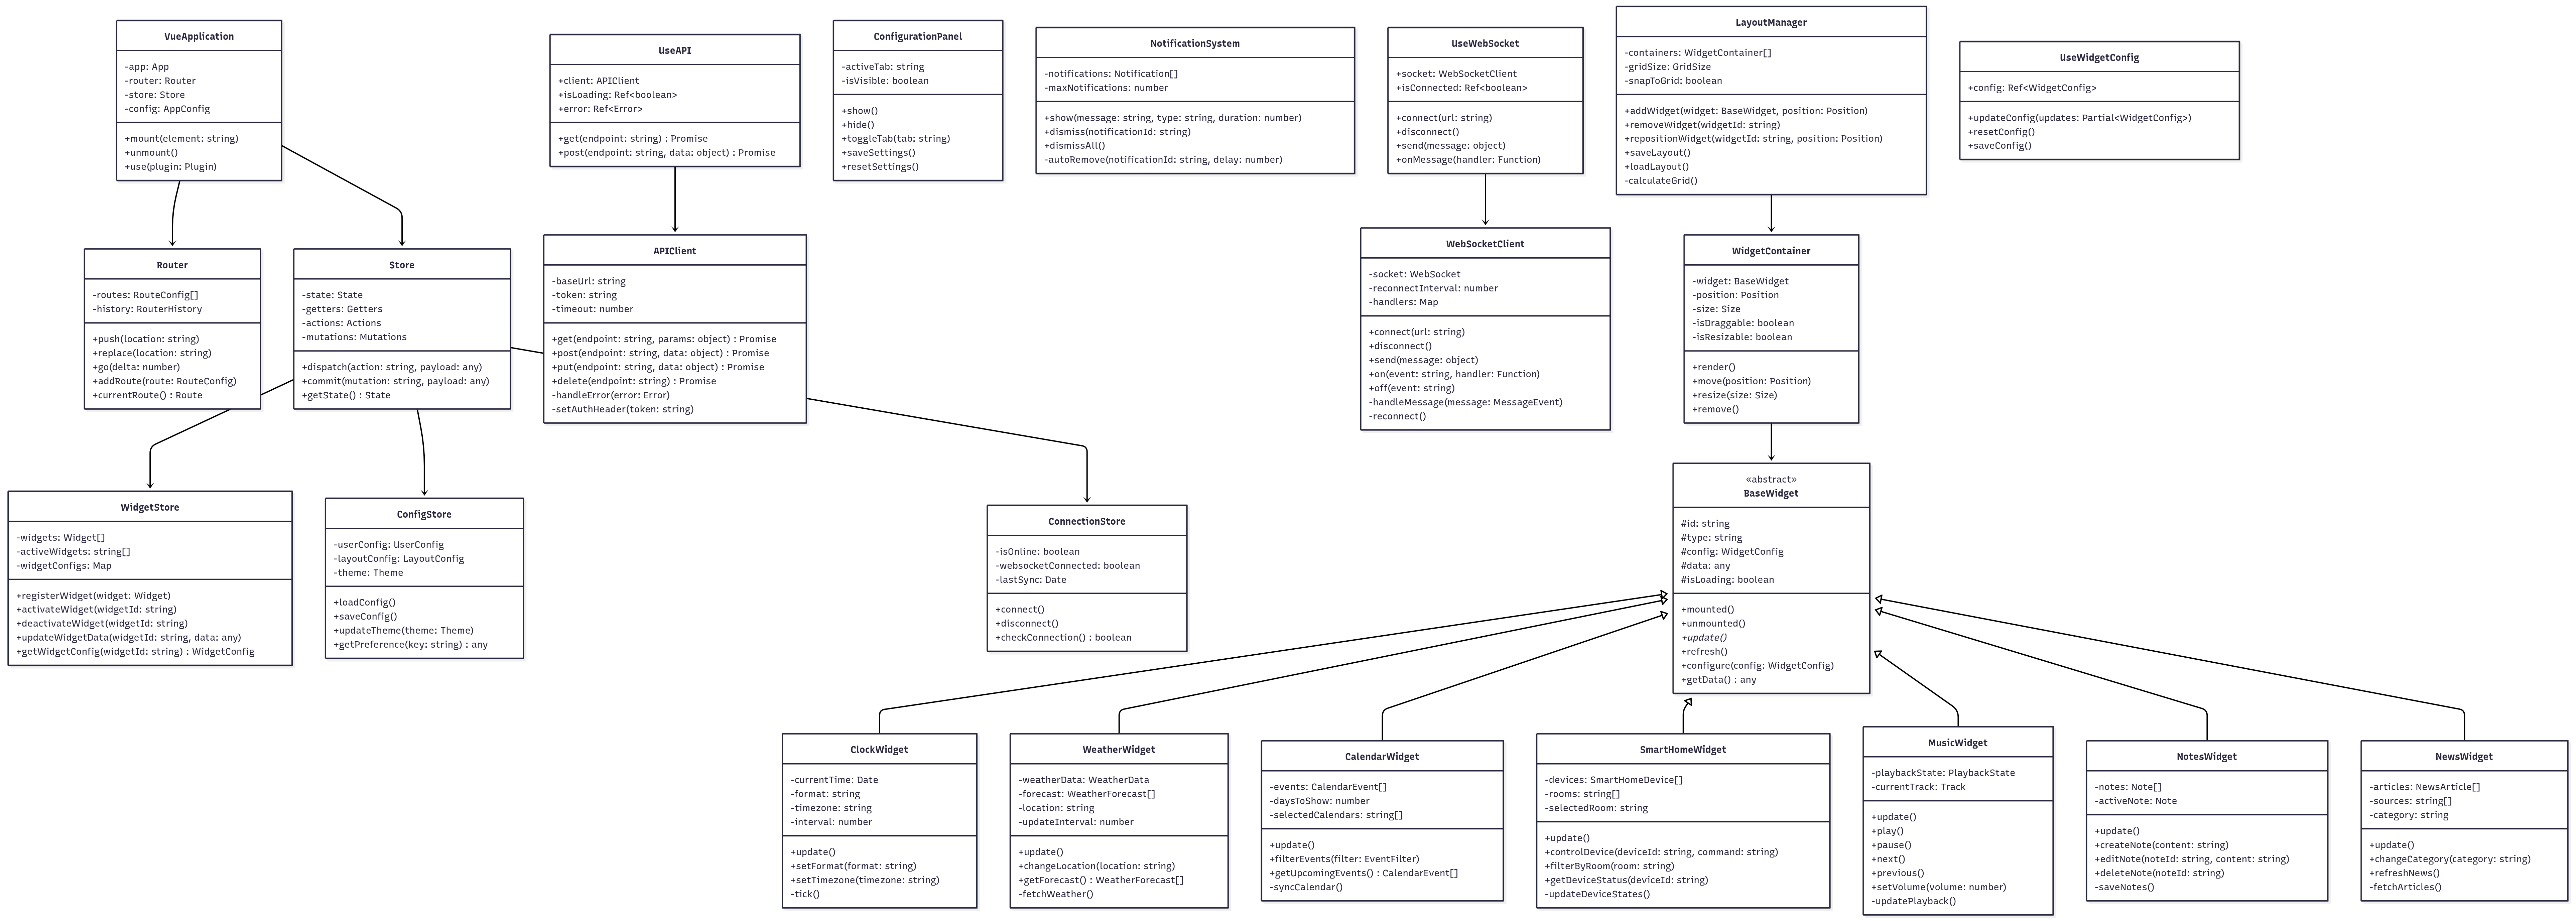 VueApplication
-app: App
-router: Router
-store: Store
-config: AppConfig
+mount(element: string)
+unmount()
+use(plugin: Plugin)
UseAPI
+client: APIClient
+isLoading: Ref<boolean>
+error: Ref<Error>
+get(endpoint: string) : Promise
+post(endpoint: string, data: object) : Promise
ConfigurationPanel
-activeTab: string
-isVisible: boolean
+show()
+hide()
+toggleTab(tab: string)
+saveSettings()
+resetSettings()
NotificationSystem
-notifications: Notification[]
-maxNotifications: number
+show(message: string, type: string, duration: number)
+dismiss(notificationId: string)
+dismissAll()
-autoRemove(notificationId: string, delay: number)
UseWebSocket
+socket: WebSocketClient
+isConnected: Ref<boolean>
+connect(url: string)
+disconnect()
+send(message: object)
+onMessage(handler: Function)
LayoutManager
-containers: WidgetContainer[]
-gridSize: GridSize
-snapToGrid: boolean
+addWidget(widget: BaseWidget, position: Position)
+removeWidget(widgetId: string)
+repositionWidget(widgetId: string, position: Position)
+saveLayout()
+loadLayout()
-calculateGrid()
UseWidgetConfig
+config: Ref<WidgetConfig>
+updateConfig(updates: Partial<WidgetConfig>)
+resetConfig()
+saveConfig()
Router
-routes: RouteConfig[]
-history: RouterHistory
+push(location: string)
+replace(location: string)
+go(delta: number)
+addRoute(route: RouteConfig)
+currentRoute() : Route
Store
-state: State
-getters: Getters
-actions: Actions
-mutations: Mutations
+dispatch(action: string, payload: any)
+commit(mutation: string, payload: any)
+getState() : State
APIClient
-baseUrl: string
-token: string
-timeout: number
+get(endpoint: string, params: object) : Promise
+post(endpoint: string, data: object) : Promise
+put(endpoint: string, data: object) : Promise
+delete(endpoint: string) : Promise
-handleError(error: Error)
-setAuthHeader(token: string)
WebSocketClient
-socket: WebSocket
-reconnectInterval: number
-handlers: Map
+connect(url: string)
+disconnect()
+send(message: object)
+on(event: string, handler: Function)
+off(event: string)
-handleMessage(message: MessageEvent)
-reconnect()
WidgetContainer
-widget: BaseWidget
-position: Position
-size: Size
-isDraggable: boolean
-isResizable: boolean
+render()
+move(position: Position)
+resize(size: Size)
+remove()
WidgetStore
-widgets: Widget[]
-activeWidgets: string[]
-widgetConfigs: Map
+registerWidget(widget: Widget)
+activateWidget(widgetId: string)
+deactivateWidget(widgetId: string)
+updateWidgetData(widgetId: string, data: any)
+getWidgetConfig(widgetId: string) : WidgetConfig
ConfigStore
-userConfig: UserConfig
-layoutConfig: LayoutConfig
-theme: Theme
+loadConfig()
+saveConfig()
+updateTheme(theme: Theme)
+getPreference(key: string) : any
ConnectionStore
-isOnline: boolean
-websocketConnected: boolean
-lastSync: Date
+connect()
+disconnect()
+checkConnection() : boolean
«abstract»
BaseWidget
#id: string
#type: string
#config: WidgetConfig
#data: any
#isLoading: boolean
+mounted()
+unmounted()
+update()
+refresh()
+configure(config: WidgetConfig)
+getData() : any
ClockWidget
-currentTime: Date
-format: string
-timezone: string
-interval: number
+update()
+setFormat(format: string)
+setTimezone(timezone: string)
-tick()
WeatherWidget
-weatherData: WeatherData
-forecast: WeatherForecast[]
-location: string
-updateInterval: number
+update()
+changeLocation(location: string)
+getForecast() : WeatherForecast[]
-fetchWeather()
CalendarWidget
-events: CalendarEvent[]
-daysToShow: number
-selectedCalendars: string[]
+update()
+filterEvents(filter: EventFilter)
+getUpcomingEvents() : CalendarEvent[]
-syncCalendar()
SmartHomeWidget
-devices: SmartHomeDevice[]
-rooms: string[]
-selectedRoom: string
+update()
+controlDevice(deviceId: string, command: string)
+filterByRoom(room: string)
+getDeviceStatus(deviceId: string)
-updateDeviceStates()
MusicWidget
-playbackState: PlaybackState
-currentTrack: Track
+update()
+play()
+pause()
+next()
+previous()
+setVolume(volume: number)
-updatePlayback()
NotesWidget
-notes: Note[]
-activeNote: Note
+update()
+createNote(content: string)
+editNote(noteId: string, content: string)
+deleteNote(noteId: string)
-saveNotes()
NewsWidget
-articles: NewsArticle[]
-sources: string[]
-category: string
+update()
+changeCategory(category: string)
+refreshNews()
-fetchArticles()